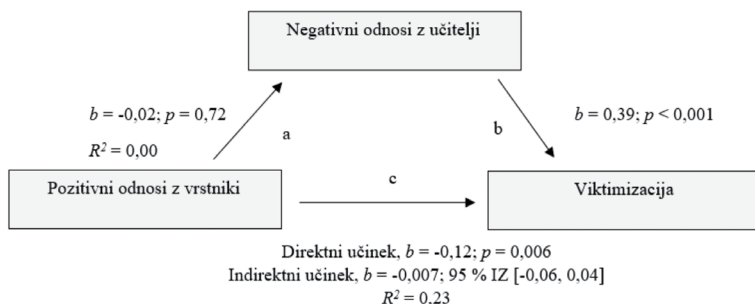 Negativni odnosi z učitelji
b = -0,02; p = 0,72
R² = 0,00
a
b
b = 0,39; p < 0,001
Pozitivni odnosi z vrstniki
c
Viktimizacija
Direktni učinek, b = -0,12; p = 0,006
Indirektni učinek, b = -0,007; 95 % IZ [-0,06, 0,04]
R² = 0,23